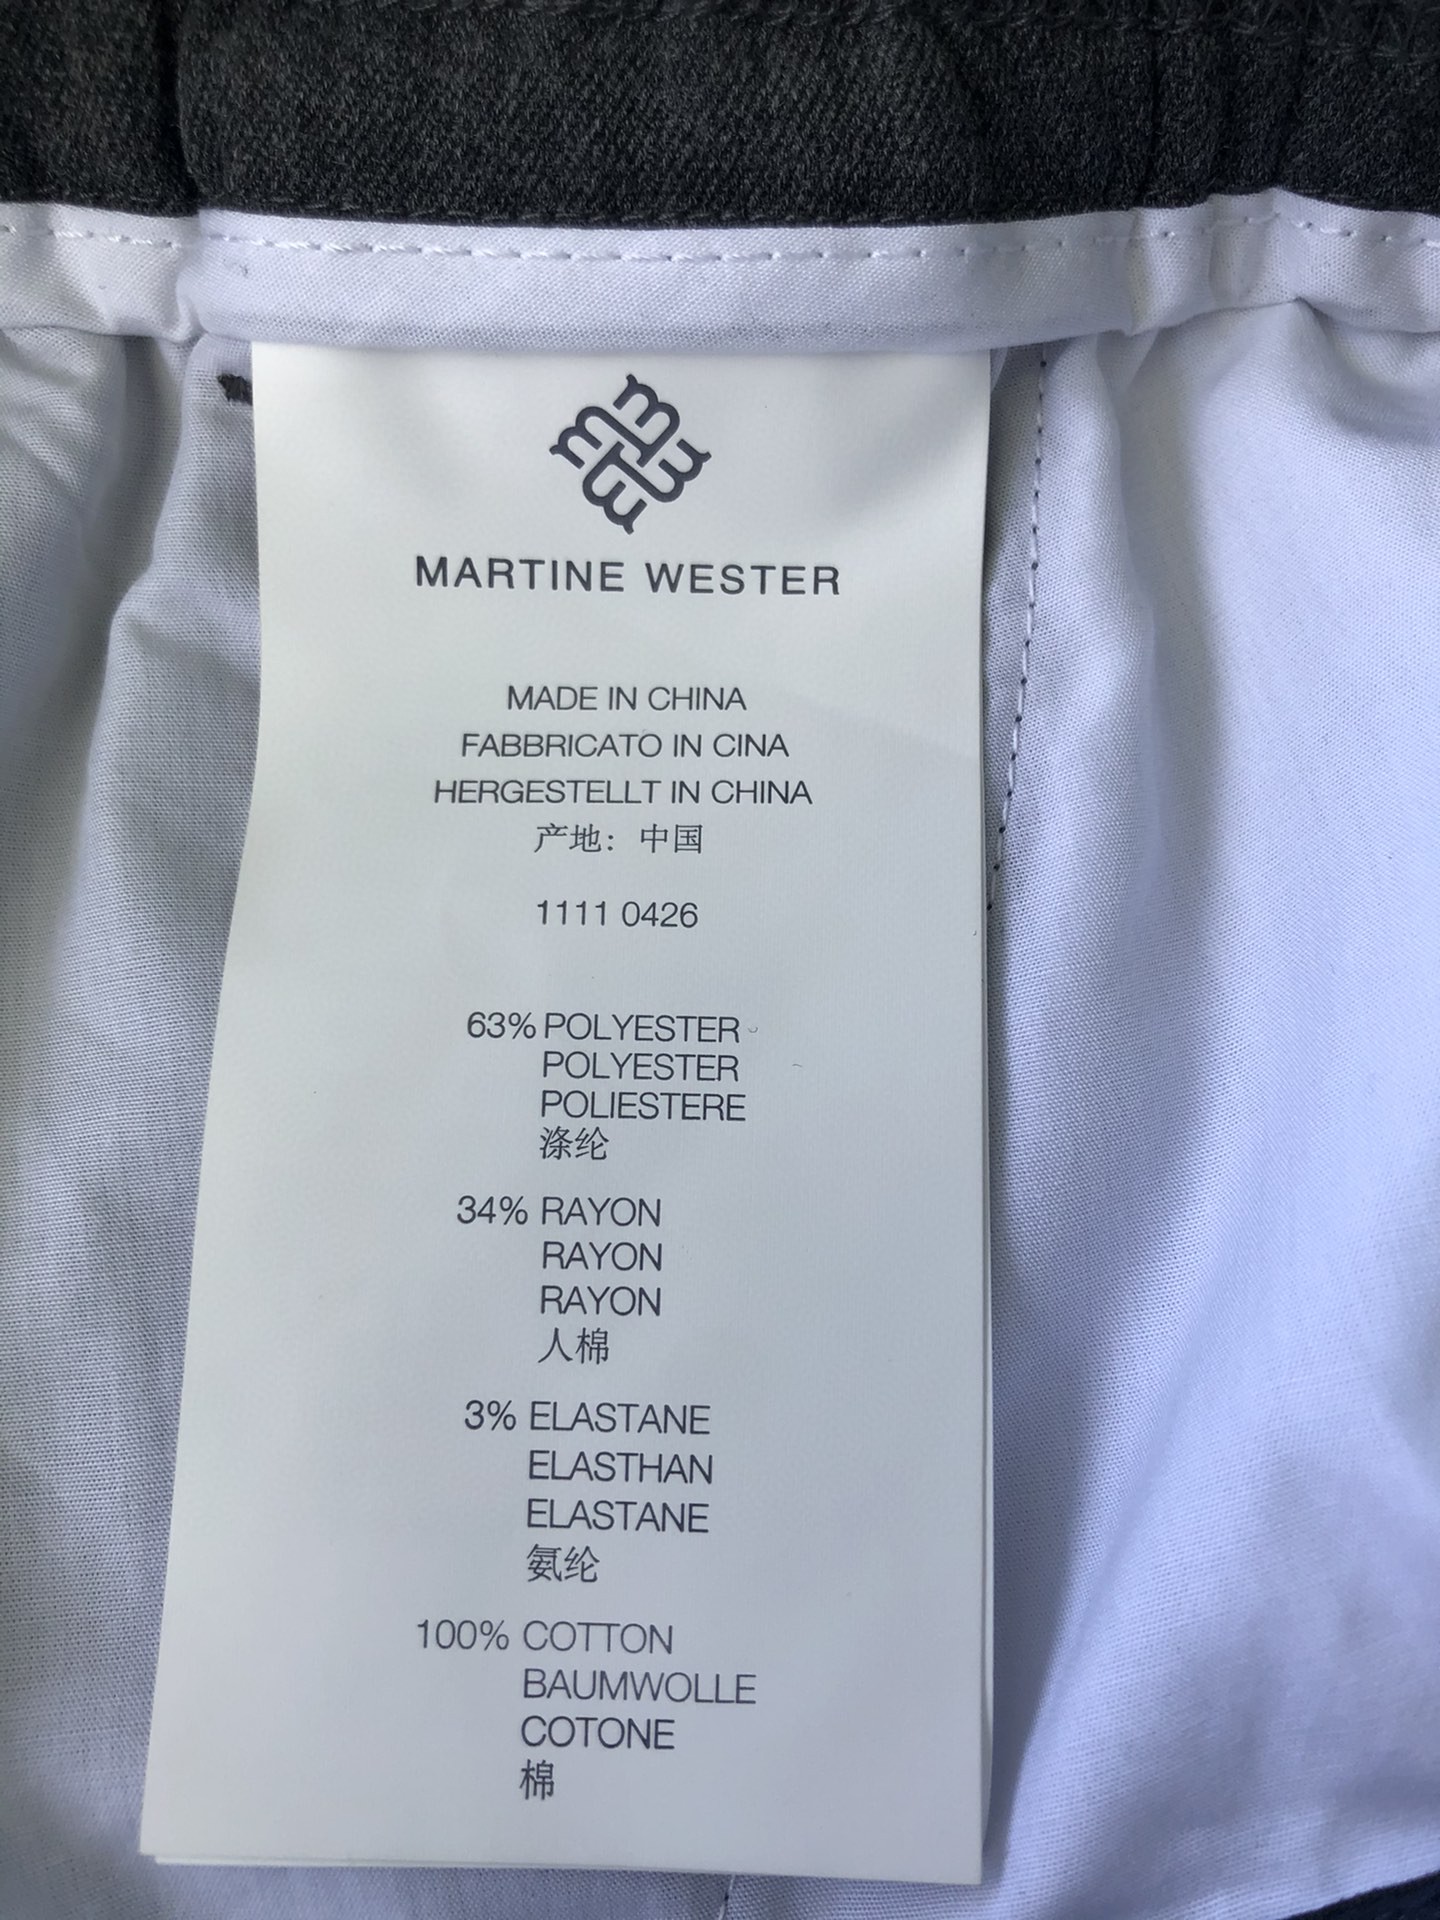 MARTINE WESTER
MADE IN CHINA
FABBRICATO IN CINA
HERGESTELLT IN CHINA
产地：中国
1111 0426
63% POLYESTER
POLYESTER
POLIESTERE
涤纶
34% RAYON
RAYON
RAYON
人棉
3% ELASTANE
ELASTHAN
ELASTANE
氨纶
100% COTTON
BAUMWOLLE
COTONE
棉